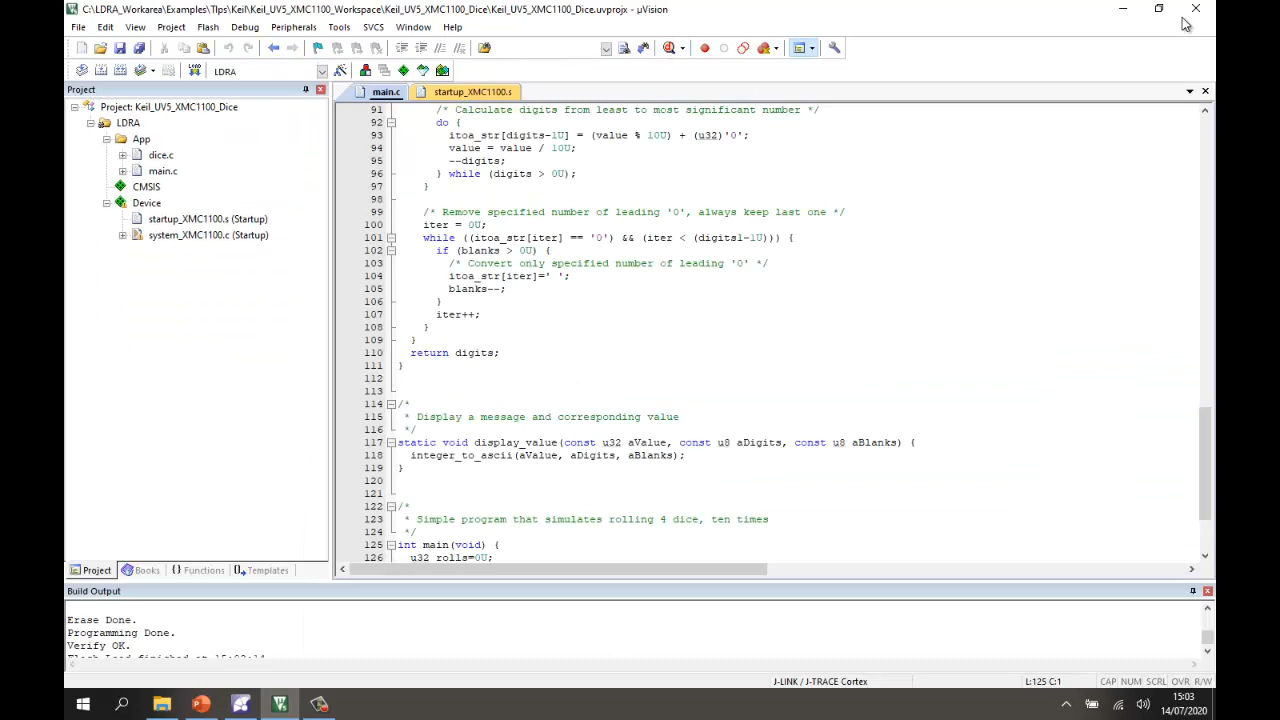 C:\LDRA_Workarea\Examples\TIps\Keil\Keil_UV5_XMC1100_Workspace\Keil_UV5_XMC1100_Dice\Keil_UV5_XMC1100_Dice.uvprojx - µVision
File Edit View Project Flash Debug Peripherals Tools SVCS Window Help
LOAD LDRA
Project
main.c startup_XMC1100.s
Project: Keil_UV5_XMC1100_Dice
LDRA
App
dice.c
main.c
CMSIS
Device
startup_XMC1100.s (Startup)
system_XMC1100.c (Startup)
91 /* Calculate digits from least to most significant number */
92 do {
93 itoa_str[digits-1U] = (value % 10U) + (u32)'0';
94 value = value / 10U;
95 --digits;
96 } while (digits > 0U);
97 }
98
99 /* Remove specified number of leading '0', always keep last one */
100 iter = 0U;
101 while ((itoa_str[iter] == '0') && (iter < (digits1-1U))) {
102 if (blanks > 0U) {
103 /* Convert only specified number of leading '0' */
104 itoa_str[iter]=' ';
105 blanks--;
106 }
107 iter++;
108 }
109 }
110 return digits;
111 }
112
113
114 /*
115 * Display a message and corresponding value
116 */
117 static void display_value(const u32 aValue, const u8 aDigits, const u8 aBlanks) {
118 integer_to_ascii(aValue, aDigits, aBlanks);
119 }
120
121
122 /*
123 * Simple program that simulates rolling 4 dice, ten times
124 */
125 int main(void) {
126 u32 rolls=0U;
Project Books {} Functions Templates
Build Output
Erase Done.
Programming Done.
Verify OK.
Flash Load finished at 15:03:14
J-LINK / J-TRACE Cortex L:125 C:1 CAP NUM SCRL OVR R/W
15:03
14/07/2020